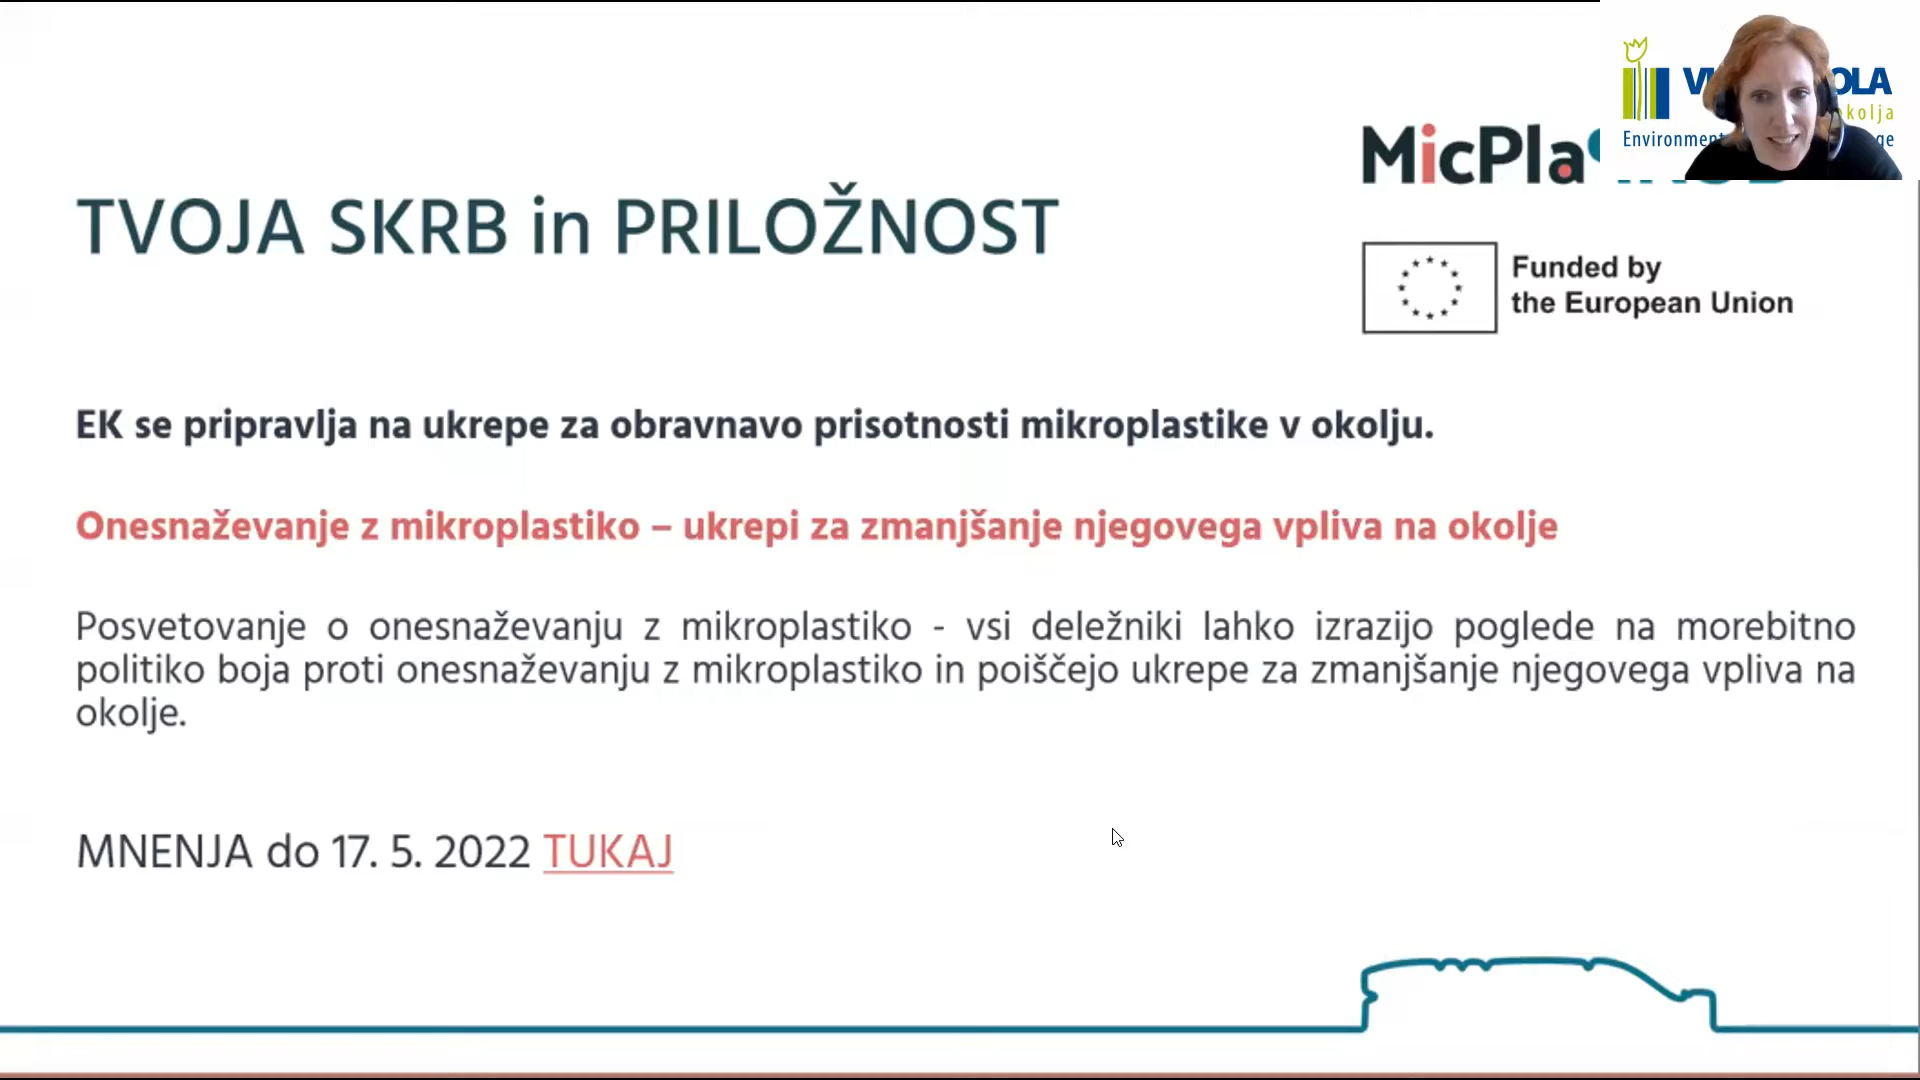 okolja
MicPla
TVOJA SKRB in PRILOŽNOST
Funded by
the European Union
EK se pripravlja na ukrepe za obravnavo prisotnosti mikroplastike v okolju.
Onesnaževanje z mikroplastiko – ukrepi za zmanjšanje njegovega vpliva na okolje
Posvetovanje o onesnaževanju z mikroplastiko - vsi deležniki lahko izrazijo poglede na morebitno
politiko boja proti onesnaževanju z mikroplastiko in poiščejo ukrepe za zmanjšanje njegovega vpliva na
okolje.
MNENJA do 17. 5. 2022 TUKAJ